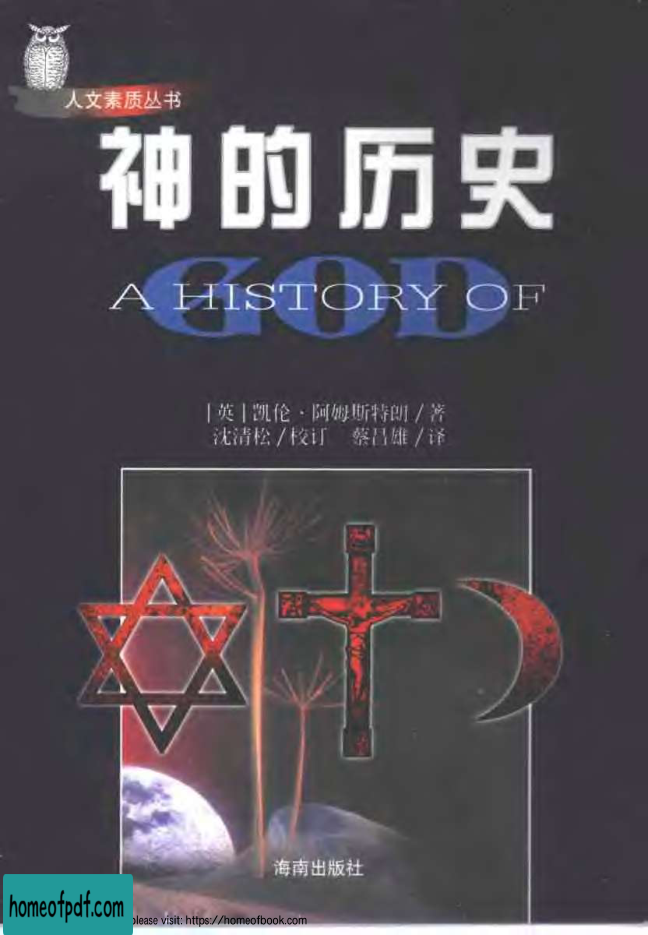 人文素质丛书
神的历史
GOD
A HISTORY OF
[英]凯伦·阿姆斯特朗/著
沈清松/校订 蔡昌雄/译
海南出版社
homeofpdf.com
please visit: https://homeofbook.com